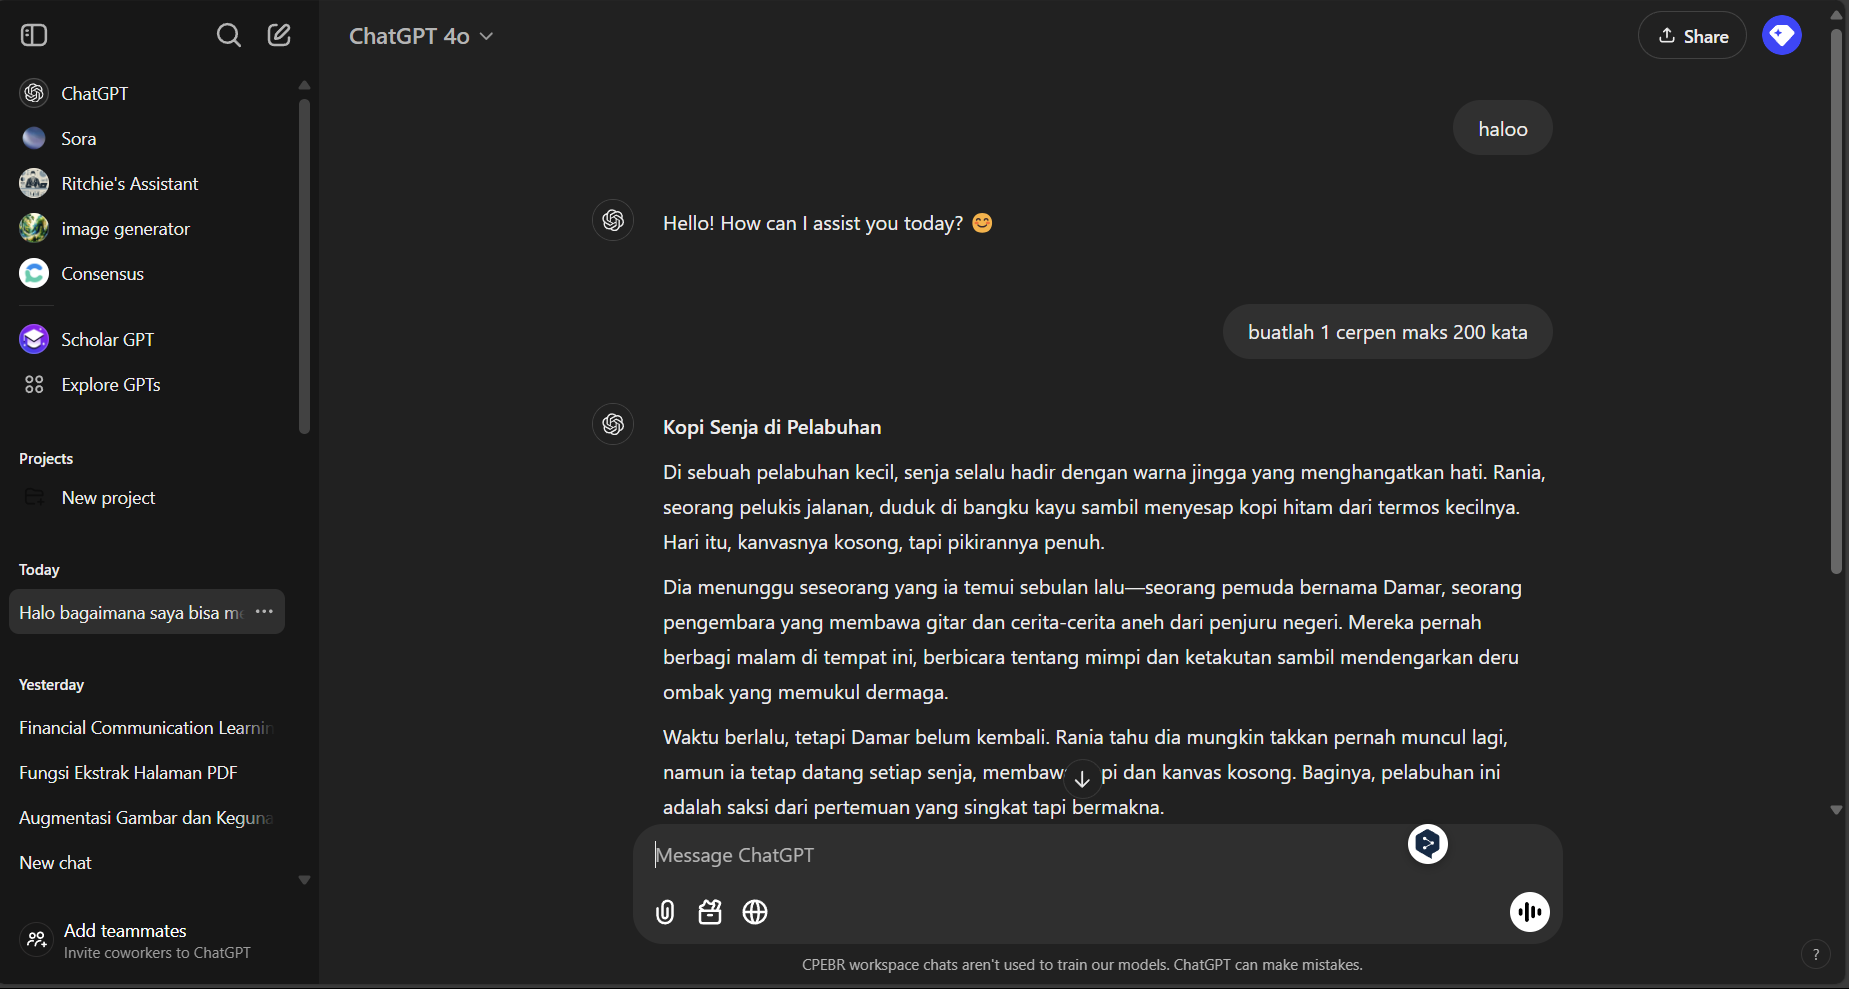 ChatGPT
Sora
Ritchie's Assistant
image generator
Consensus
Scholar GPT
Explore GPTs
Projects
New project
Today
Halo bagaimana saya bisa
Yesterday
Financial Communication
Fungsi Ekstrak Halaman PDF
Augmentasi Gambar dan
New chat
Add teammates
Invite coworkers to ChatGPT
ChatGPT 4o
Share
haloo
Hello! How can I assist you today? 😊
buatlah 1 cerpen maks 200 kata
Kopi Senja di Pelabuhan
Di sebuah pelabuhan kecil, senja selalu hadir dengan warna jingga yang menghangatkan hati. Rania,
seorang pelukis jalanan, duduk di bangku kayu sambil menyesap kopi hitam dari termos kecilnya.
Hari itu, kanvasnya kosong, tapi pikirannya penuh.
Dia menunggu seseorang yang ia temui sebulan lalu—seorang pemuda bernama Damar, seorang
pengembara yang membawa gitar dan cerita-cerita aneh dari penjuru negeri. Mereka pernah
berbagi malam di tempat ini, berbicara tentang mimpi dan ketakutan sambil mendengarkan deru
ombak yang memukul dermaga.
Waktu berlalu, tetapi Damar belum kembali. Rania tahu dia mungkin takkan pernah muncul lagi,
namun ia tetap datang setiap senja, dan kanvas kosong. Baginya, pelabuhan ini
adalah saksi dari pertemuan yang singkat tapi bermakna.
Message ChatGPT
CPEBR workspace chats aren't used to train our models. ChatGPT can make mistakes.
?